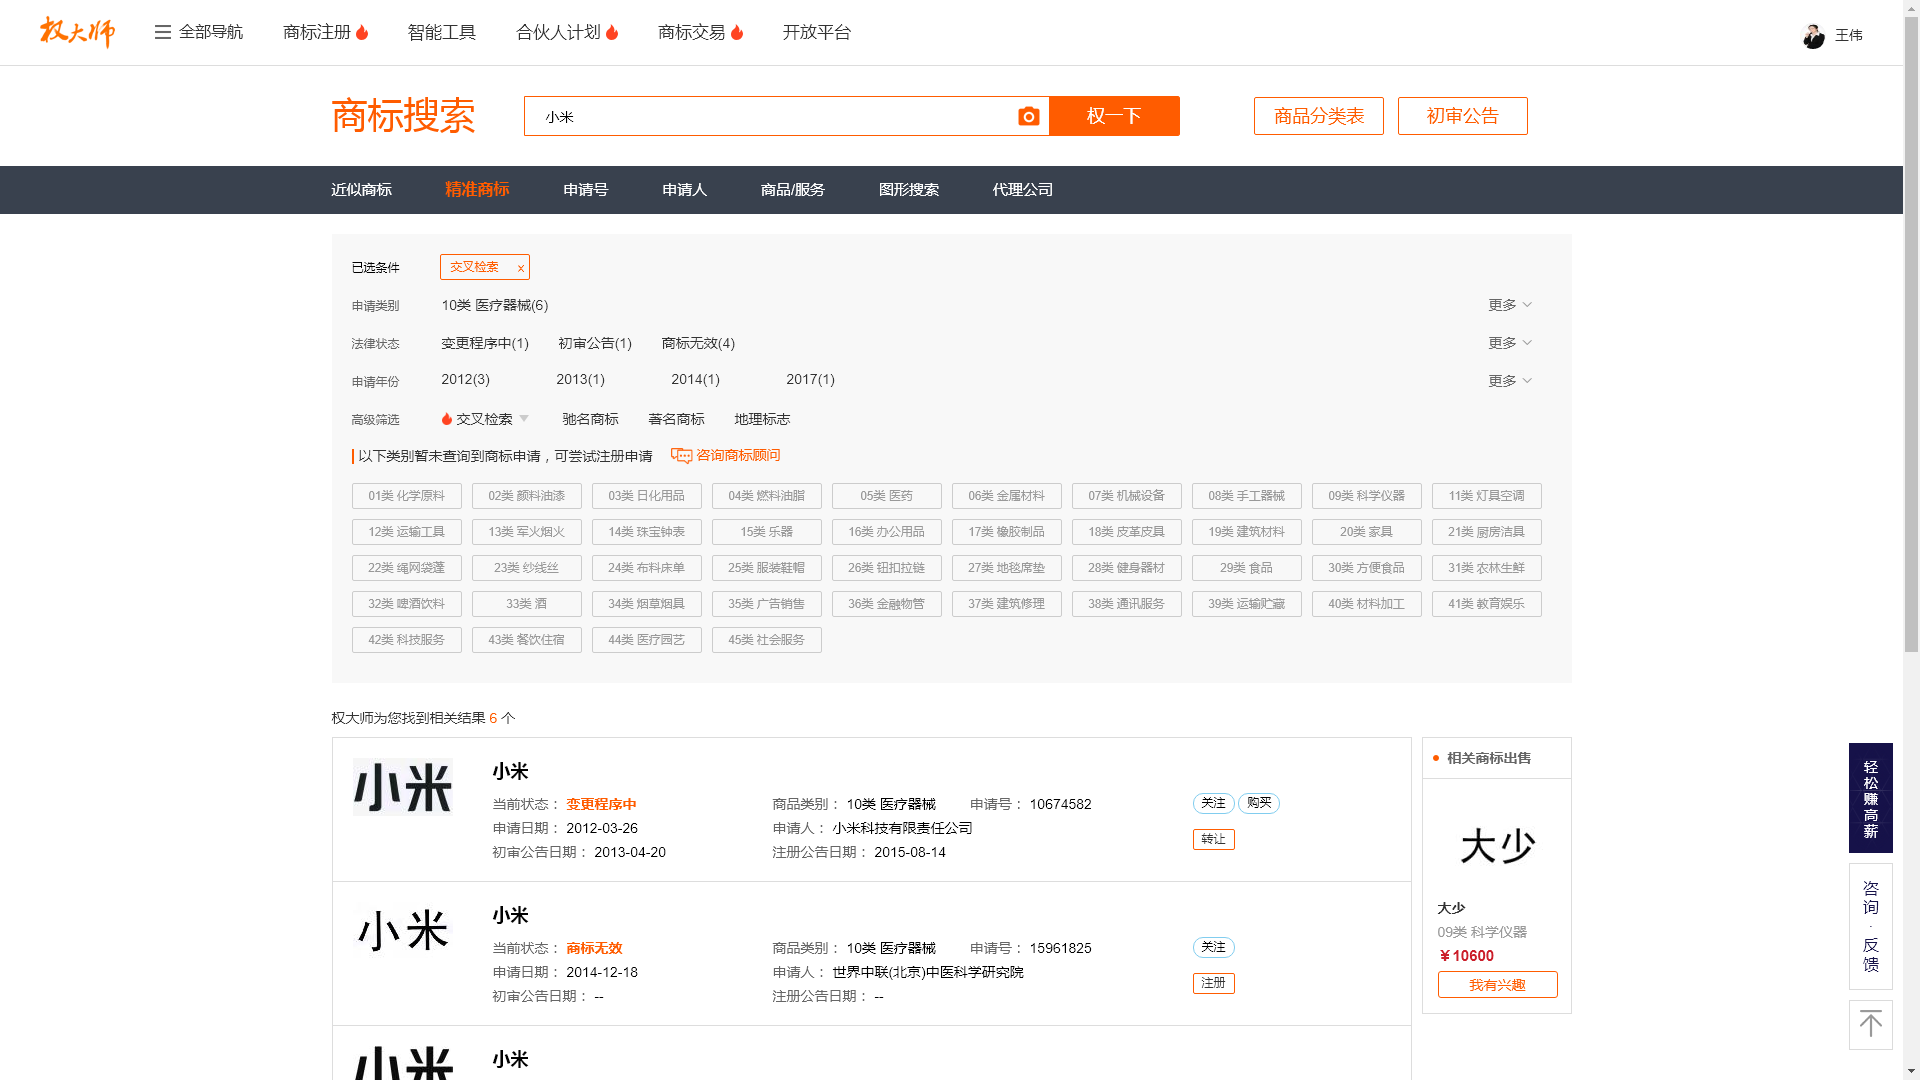 权大师 全部导航 商标注册 智能工具 合伙人计划 商标交易 开放平台 王伟
商标搜索 小米 权一下 商品分类表 初审公告
近似商标 精准商标 申请号 申请人 商品/服务 图形搜索 代理公司
已选条件 交叉检索 x
申请类别 10类 医疗器械(6) 更多
法律状态 变更程序中(1) 初审公告(1) 商标无效(4) 更多
申请年份 2012(3) 2013(1) 2014(1) 2017(1) 更多
高级筛选 交叉检索 驰名商标 著名商标 地理标志
以下类别暂未查询到商标申请，可尝试注册申请 咨询商标顾问
01类 化学原料 02类 颜料油漆 03类 日化用品 04类 燃料油脂 05类 医药 06类 金属材料 07类 机械设备 08类 手工器械 09类 科学仪器 11类 灯具空调
12类 运输工具 13类 军火烟火 14类 珠宝钟表 15类 乐器 16类 办公用品 17类 橡胶制品 18类 皮革皮具 19类 建筑材料 20类 家具 21类 厨房洁具
22类 绳网袋蓬 23类 纱线丝 24类 布料床单 25类 服装鞋帽 26类 钮扣拉链 27类 地毯席垫 28类 健身器材 29类 食品 30类 方便食品 31类 农林生鲜
32类 啤酒饮料 33类 酒 34类 烟草烟具 35类 广告销售 36类 金融物管 37类 建筑修理 38类 通讯服务 39类 运输贮藏 40类 材料加工 41类 教育娱乐
42类 科技服务 43类 餐饮住宿 44类 医疗园艺 45类 社会服务
权大师为您找到相关结果 6 个
小米
小米
当前状态： 变更程序中 商品类别： 10类 医疗器械 申请号： 10674582 关注 购买
申请日期： 2012-03-26 申请人： 小米科技有限责任公司 转让
初审公告日期： 2013-04-20 注册公告日期： 2015-08-14
小米
小米
当前状态： 商标无效 商品类别： 10类 医疗器械 申请号： 15961825 关注
申请日期： 2014-12-18 申请人： 世界中联(北京)中医科学研究院 注册
初审公告日期： -- 注册公告日期： --
小米
小米
相关商标出售
大少
大少
09类 科学仪器
￥10600
我有兴趣
轻松赚高薪
咨询·反馈